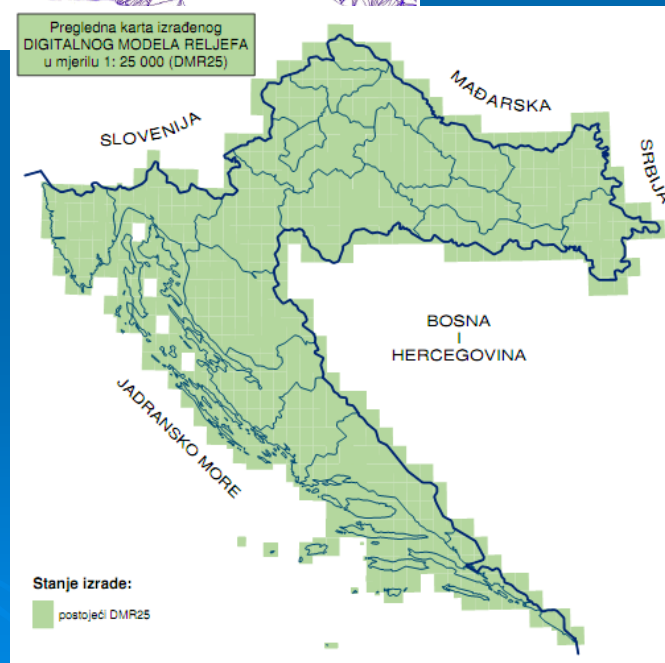 Pregledna karta izrađenog
DIGITALNOG MODELA RELJEFA
u mjerilu 1: 25 000 (DMR25)
MAĐARSKA
SLOVENIJA
SRBIJA
BOSNA
I
HERCEGOVINA
JADRANSKO MORE
Stanje izrade:
postojeći DMR25